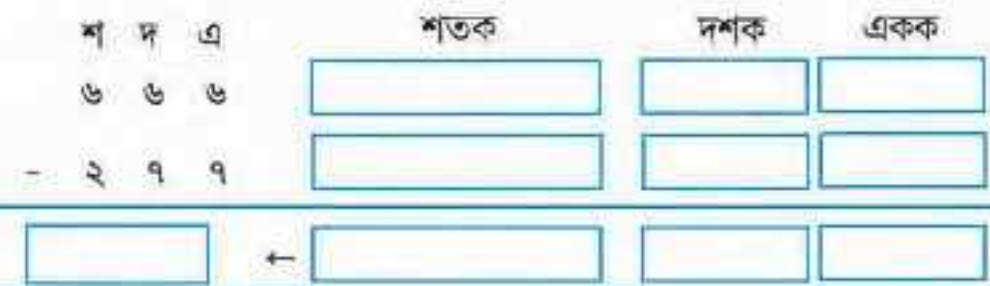 শ দ এ শতক দশক একক
৬ ৬ ৬
- ২ ৭ ৭
←